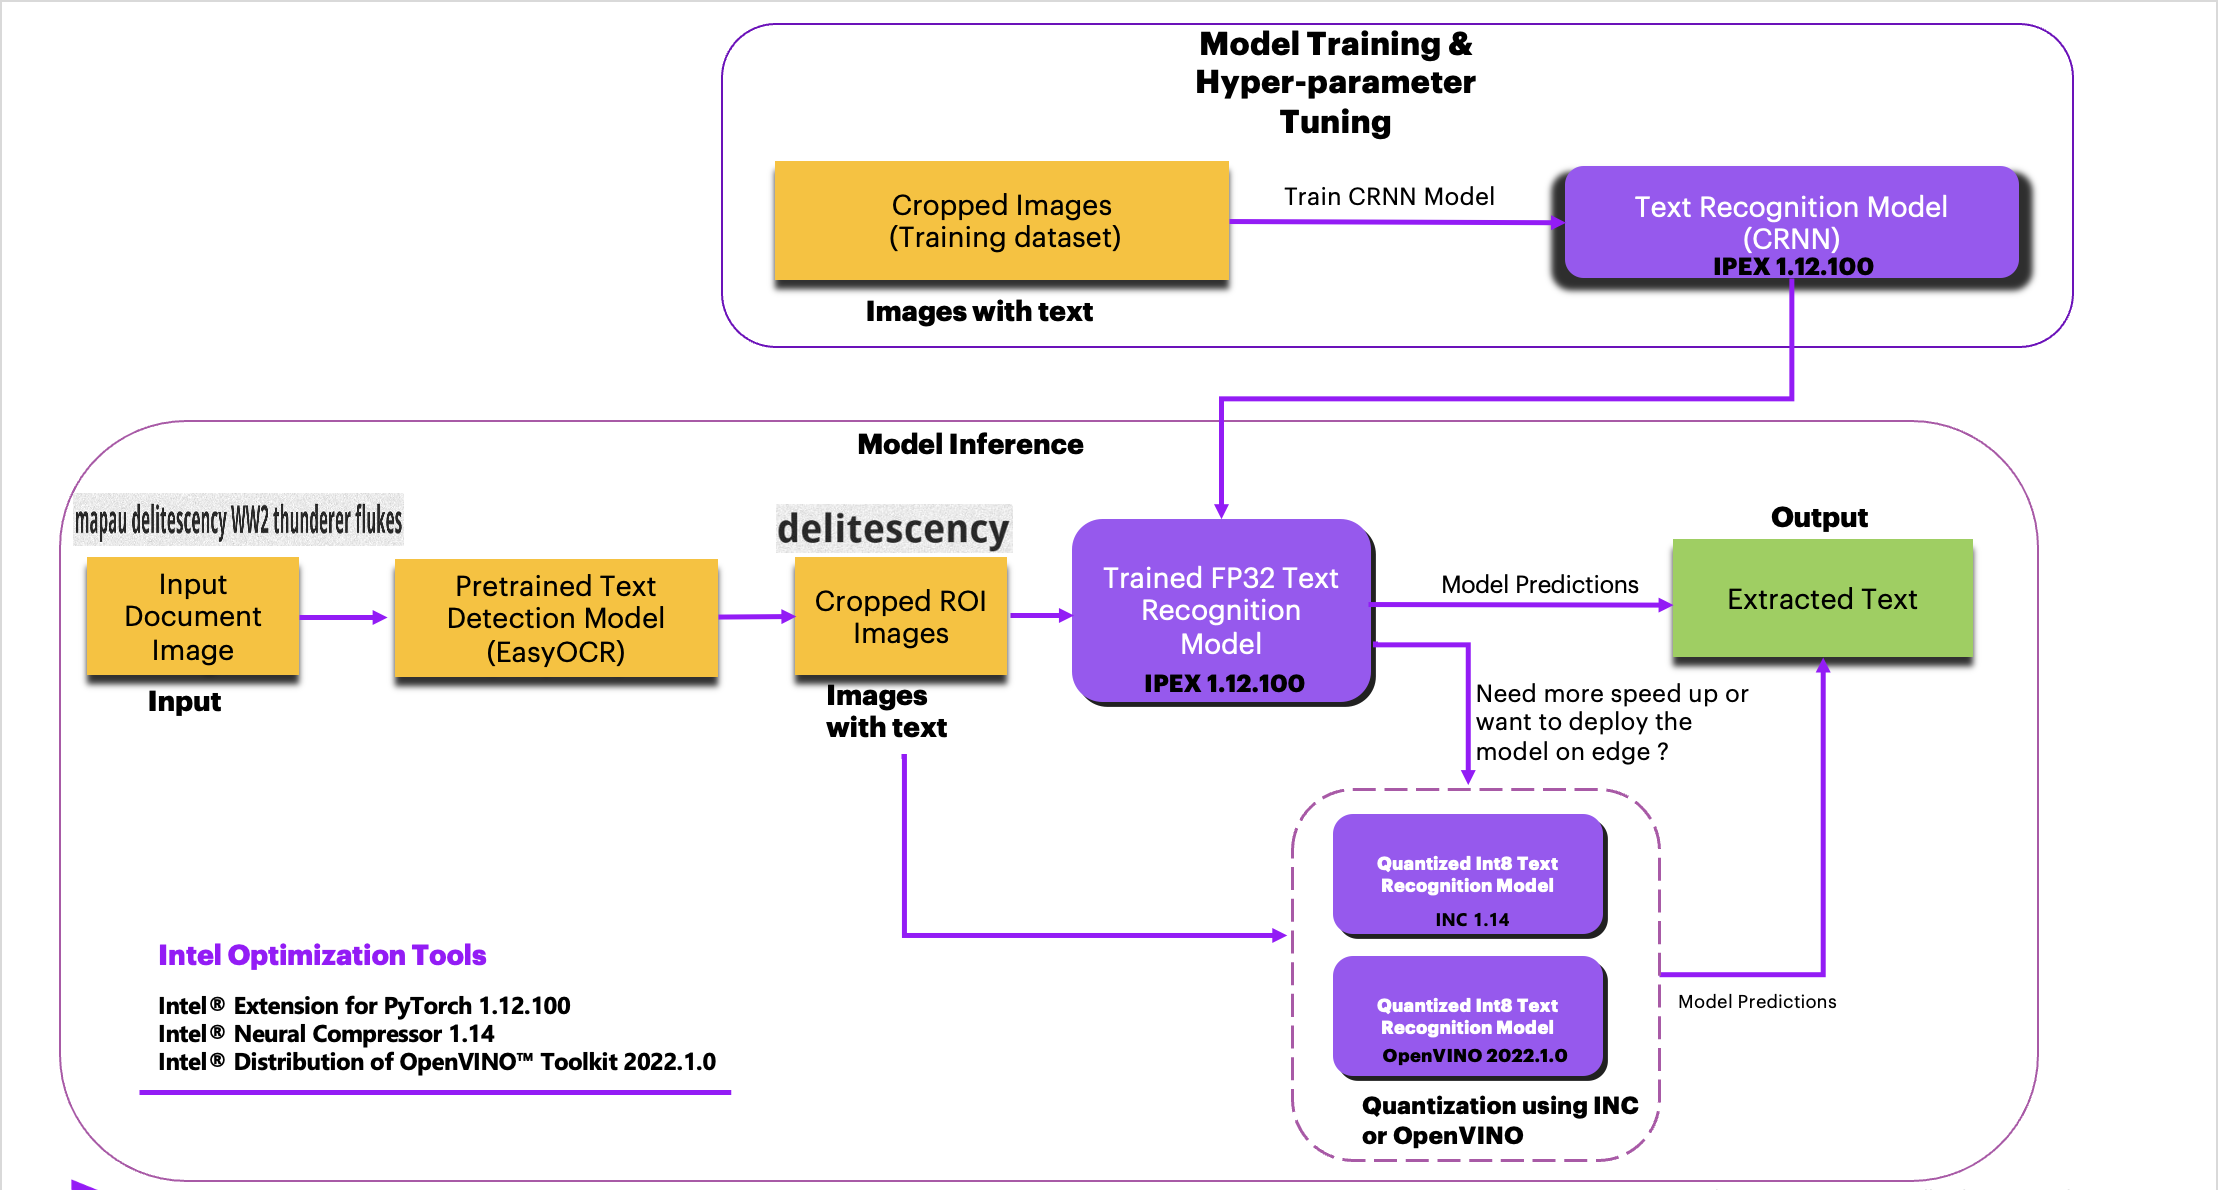 Model Training &
Hyper-parameter
Tuning
Cropped Images
(Training dataset)
Train CRNN Model
Text Recognition Model
(CRNN)
IPEX 1.12.100
Images with text
Model Inference
mapau delitescency WW2 thunderer flukes
Input
Document
Image
Input
Pretrained Text
Detection Model
(EasyOCR)
delitescency
Cropped ROI
Images
Images
with text
Trained FP32 Text
Recognition
Model
IPEX 1.12.100
Model Predictions
Output
Extracted Text
Need more speed up or
want to deploy the
model on edge ?
Quantized Int8 Text
Recognition Model
INC 1.14
Quantized Int8 Text
Recognition Model
OpenVINO 2022.1.0
Quantization using INC
or OpenVINO
Model Predictions
Intel Optimization Tools
Intel® Extension for PyTorch 1.12.100
Intel® Neural Compressor 1.14
Intel® Distribution of OpenVINO™ Toolkit 2022.1.0